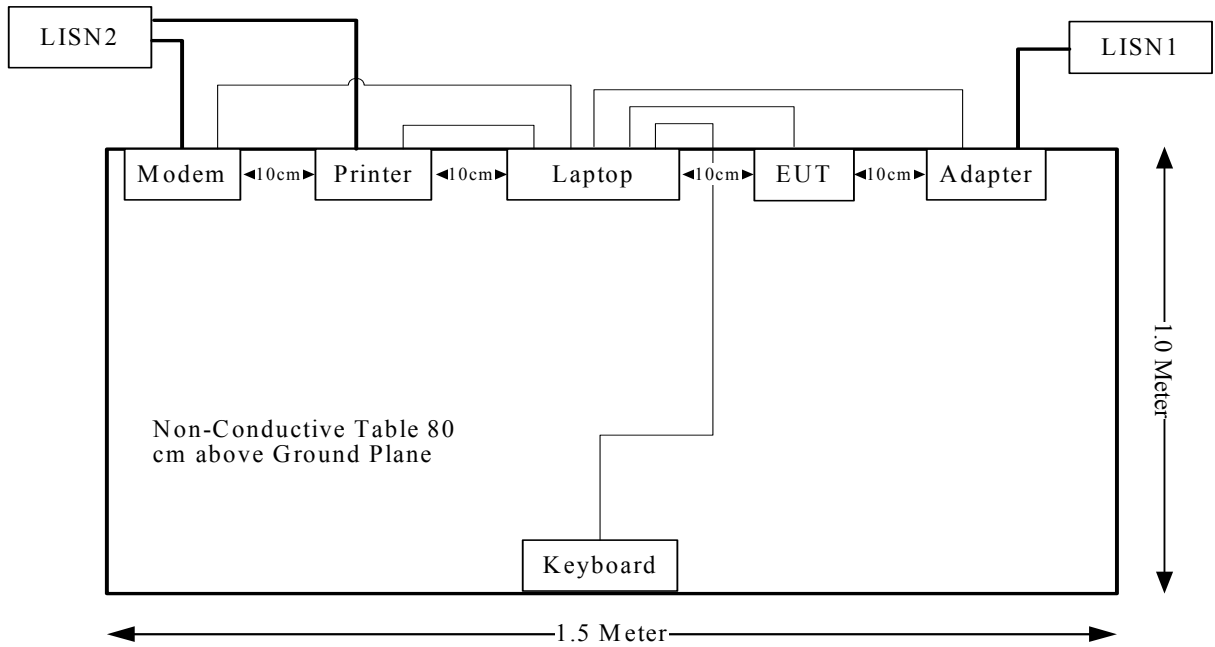 LISN2
LISN1
Modem
10cm
Printer
10cm
Laptop
10cm
EUT
10cm
Adapter
1.0 Meter
Non-Conductive Table 80
cm above Ground Plane
Keyboard
1.5 Meter